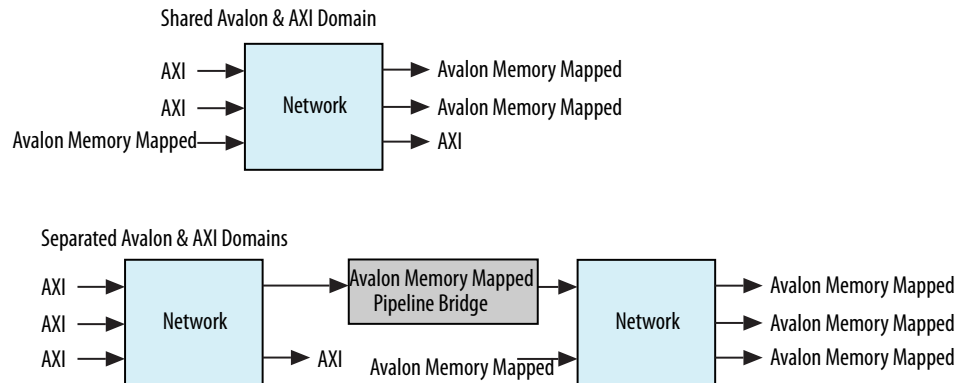 Shared Avalon & AXI Domain
AXI
AXI
Avalon Memory Mapped
Network
Avalon Memory Mapped
Avalon Memory Mapped
AXI
Separated Avalon & AXI Domains
AXI
AXI
AXI
Network
AXI
Avalon Memory Mapped
Pipeline Bridge
Avalon Memory Mapped
Network
Avalon Memory Mapped
Avalon Memory Mapped
Avalon Memory Mapped